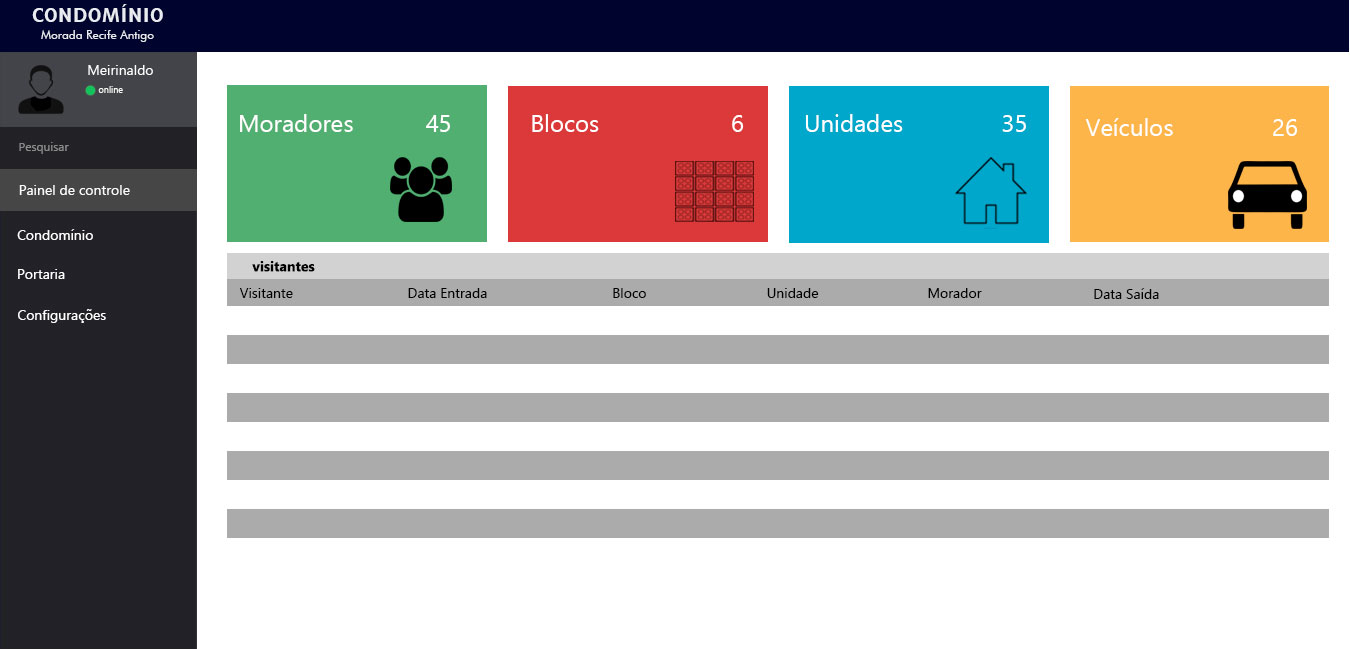 CONDOMÍNIO
Morada Recife Antigo
Meirinaldo
online
Pesquisar
Painel de controle
Condomínio
Portaria
Configurações
Moradores 45
Blocos 6
Unidades 35
Veículos 26
visitantes
Visitante Data Entrada Bloco Unidade Morador Data Saída